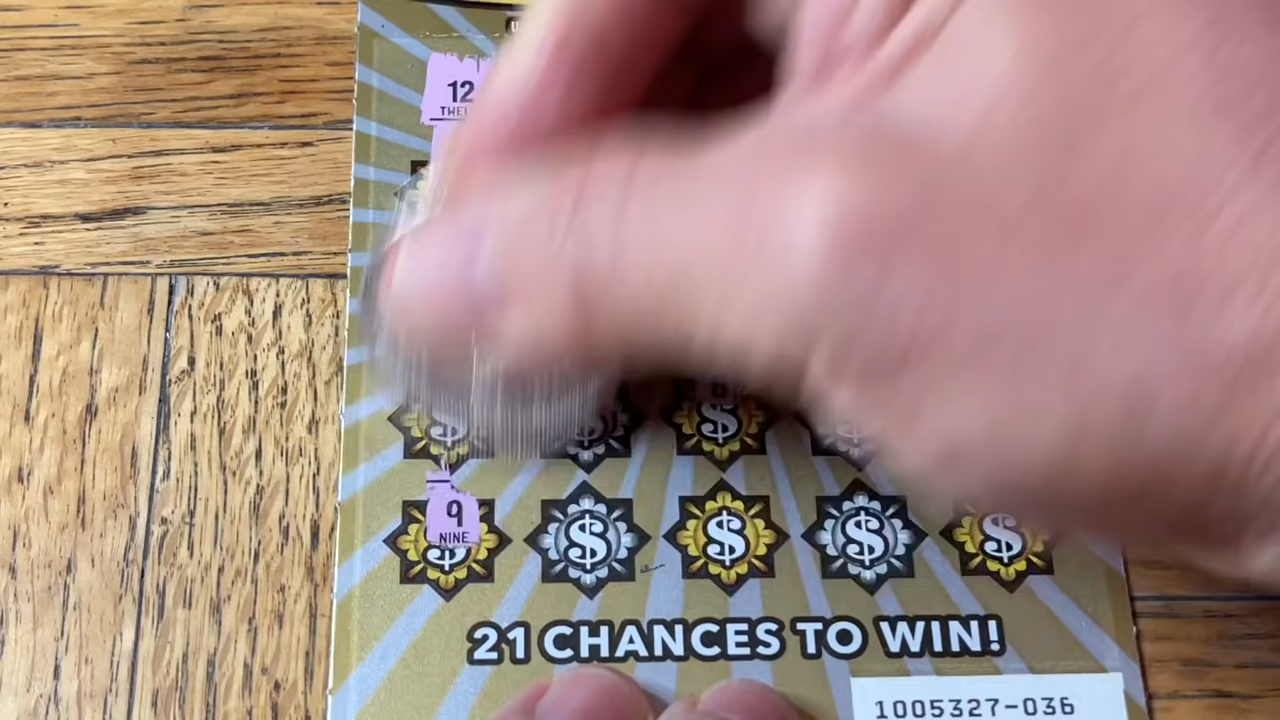 12
$ $ $
9
NINE
$ $ $ $ $
21 CHANCES TO WIN!
1005327-036